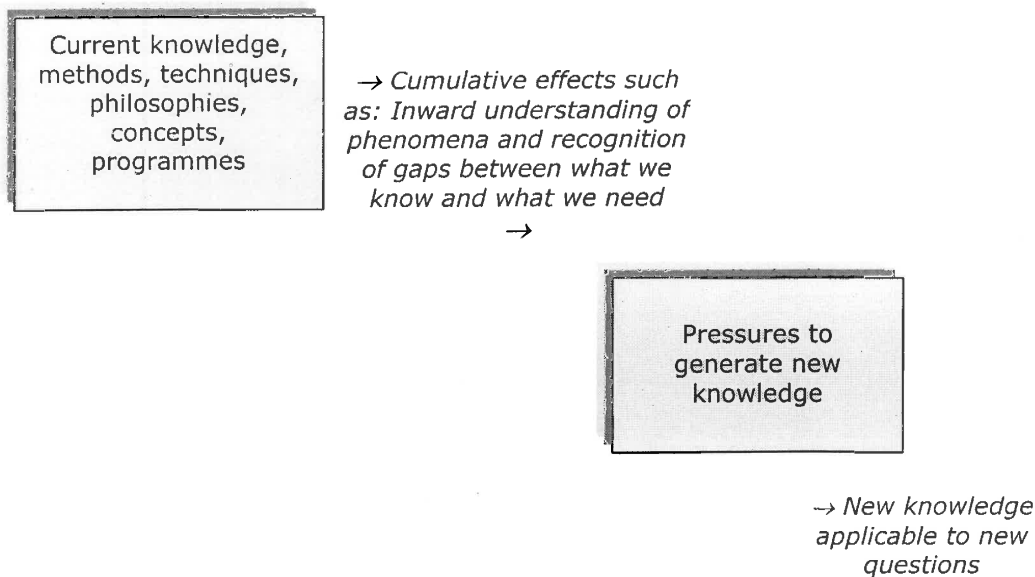 Current knowledge,
methods, techniques,
philosophies,
concepts,
programmes
→ Cumulative effects such
as: Inward understanding of
phenomena and recognition
of gaps between what we
know and what we need
→
Pressures to
generate new
knowledge
→ New knowledge
applicable to new
questions